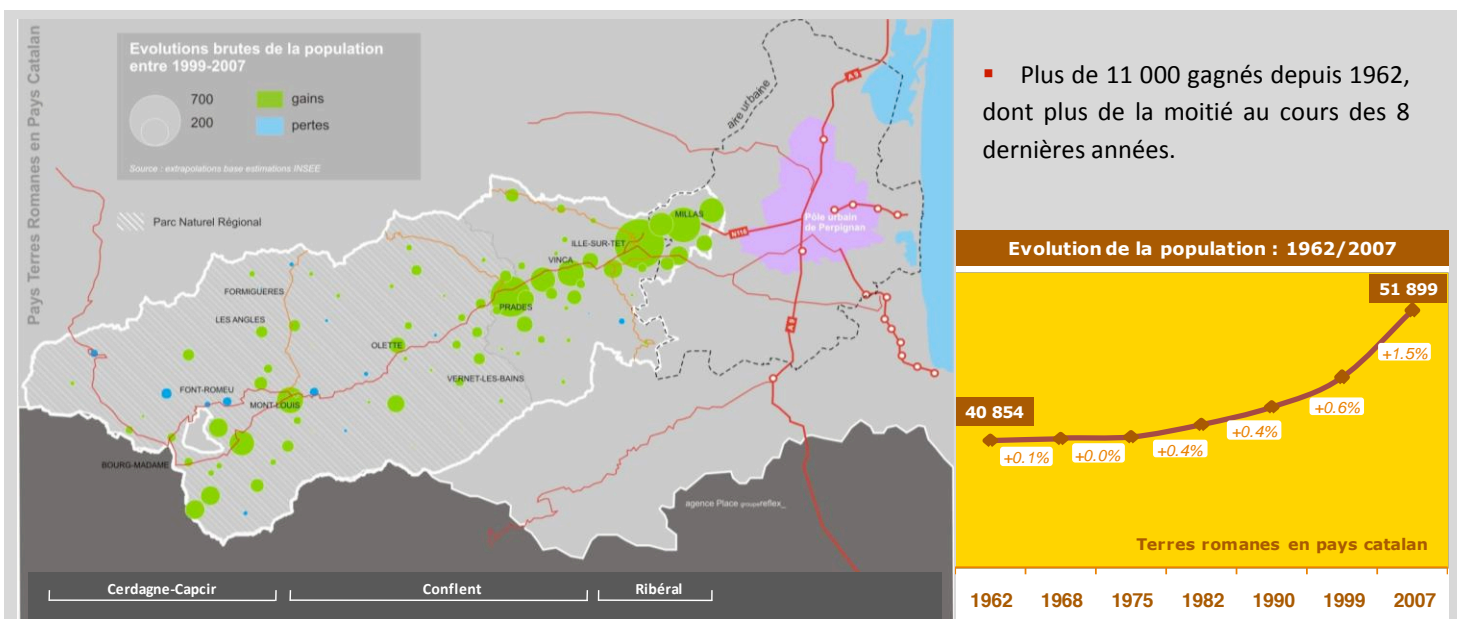 Pays Terres Romanes en Pays Catalan
Evolutions brutes de la population
entre 1999-2007
700
200
gains
pertes
Source : extrapolations base estimations INSEE
Parc Naturel Régional
aire urbaine
A 9
MILLAS
Pôle urbain
de Perpignan
N116
ILLE-SUR-TET
VINCA
PRADES
FORMIGUERES
LES ANGLES
OLETTE
VERNET-LES-BAINS
FONT-ROMEU
MONT-LOUIS
BOURG-MADAME
A 9
agence Place groupereflex_
Cerdagne-Capcir
Conflent
Ribéral
▪ Plus de 11 000 gagnés depuis 1962,
dont plus de la moitié au cours des 8
dernières années.
Evolution de la population : 1962/2007
51 899
+1.5%
40 854
+0.6%
+0.4%
+0.1%
+0.0%
+0.4%
Terres romanes en pays catalan
1962 1968 1975 1982 1990 1999 2007